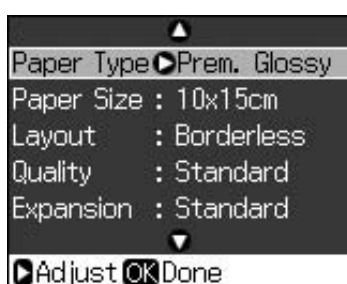 Paper Type Prem. Glossy
Paper Size : 10x15cm
Layout : Borderless
Quality : Standard
Expansion : Standard
Adjust OK Done